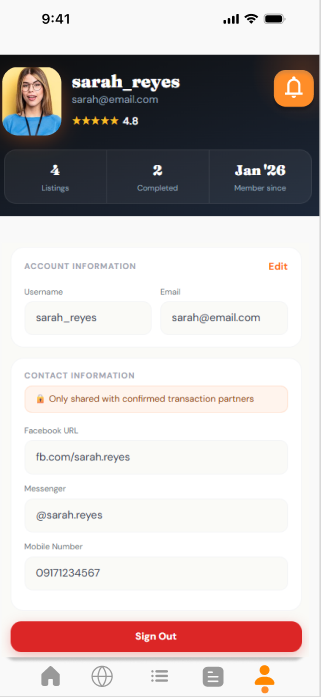 9:41
sarah_reyes
sarah@email.com
★★★★★ 4.8
4 2 Jan '26
Listings Completed Member since
ACCOUNT INFORMATION Edit
Username Email
sarah_reyes sarah@email.com
CONTACT INFORMATION
🔒 Only shared with confirmed transaction partners
Facebook URL
fb.com/sarah.reyes
Messenger
@sarah.reyes
Mobile Number
09171234567
Sign Out